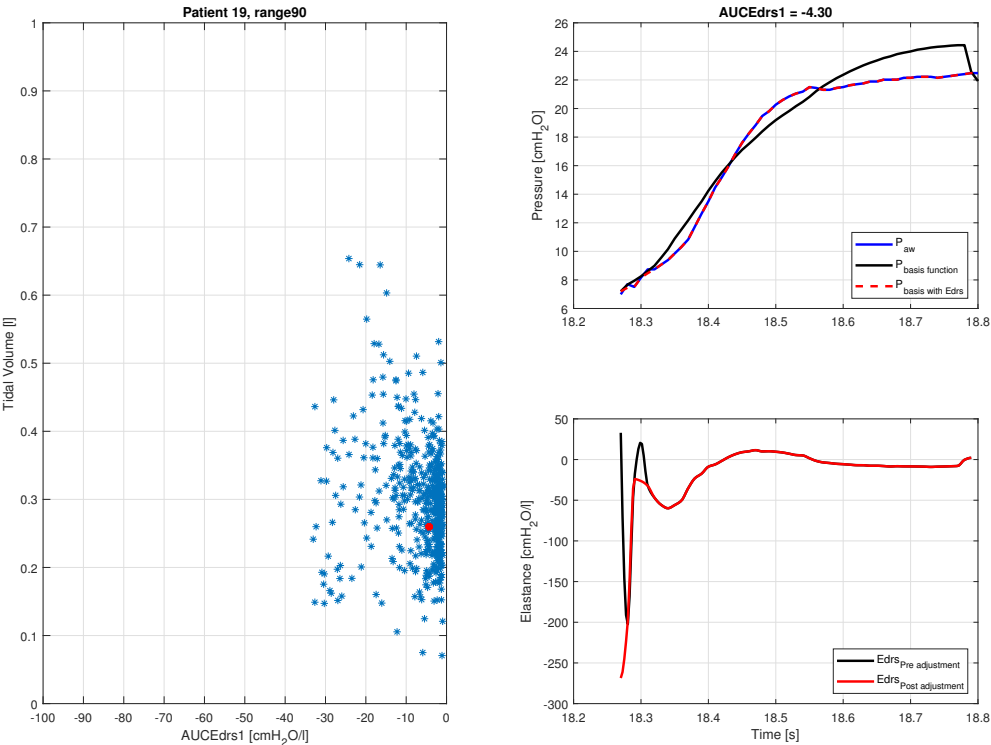 Patient 19, range90
1
0.9
0.8
0.7
0.6
0.5
0.4
0.3
0.2
0.1
0
-100 -90 -80 -70 -60 -50 -40 -30 -20 -10 0
Tidal Volume [l]
AUCEdrs1 [cmH2O/l]
AUCEdrs1 = -4.30
26
24
22
20
18
16
14
12
10
8
6
18.2 18.3 18.4 18.5 18.6 18.7 18.8
Pressure [cmH2O]
Paw
Pbasis function
Pbasis with Edrs
50
0
-50
-100
-150
-200
-250
-300
18.2 18.3 18.4 18.5 18.6 18.7 18.8
Elastance [cmH2O/l]
Time [s]
EdrsPre adjustment
EdrsPost adjustment